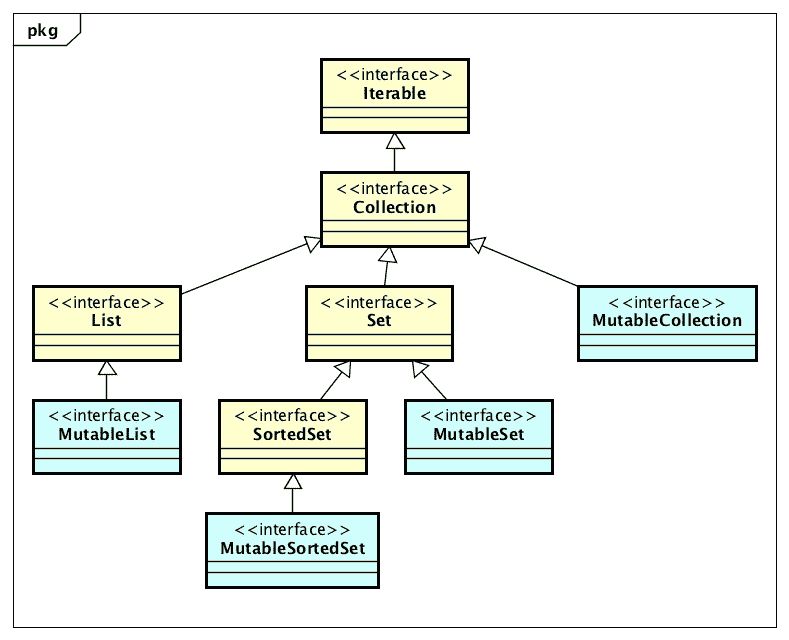 pkg
<<interface>>
Iterable
<<interface>>
Collection
<<interface>>
List
<<interface>>
Set
<<interface>>
MutableCollection
<<interface>>
MutableList
<<interface>>
SortedSet
<<interface>>
MutableSet
<<interface>>
MutableSortedSet